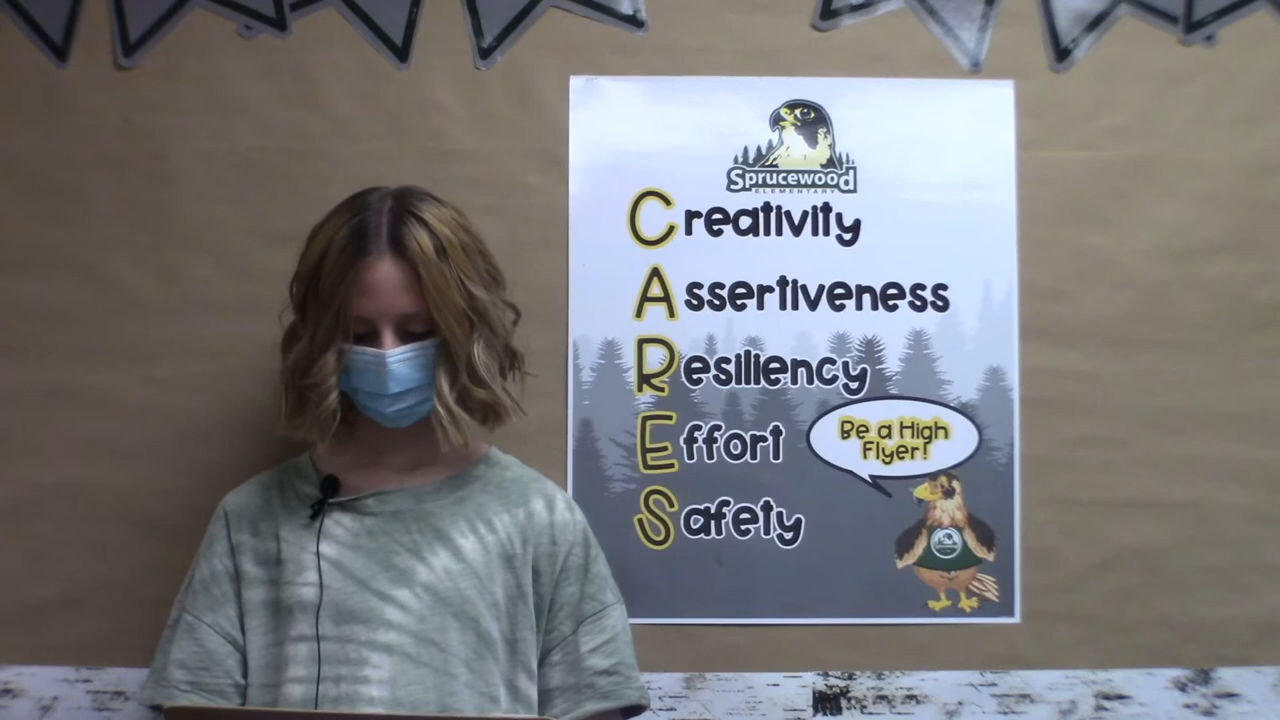 Sprucewood
ELEMENTARY
Creativity
Assertiveness
Resiliency
Effort
Safety
Be a High
Flyer!